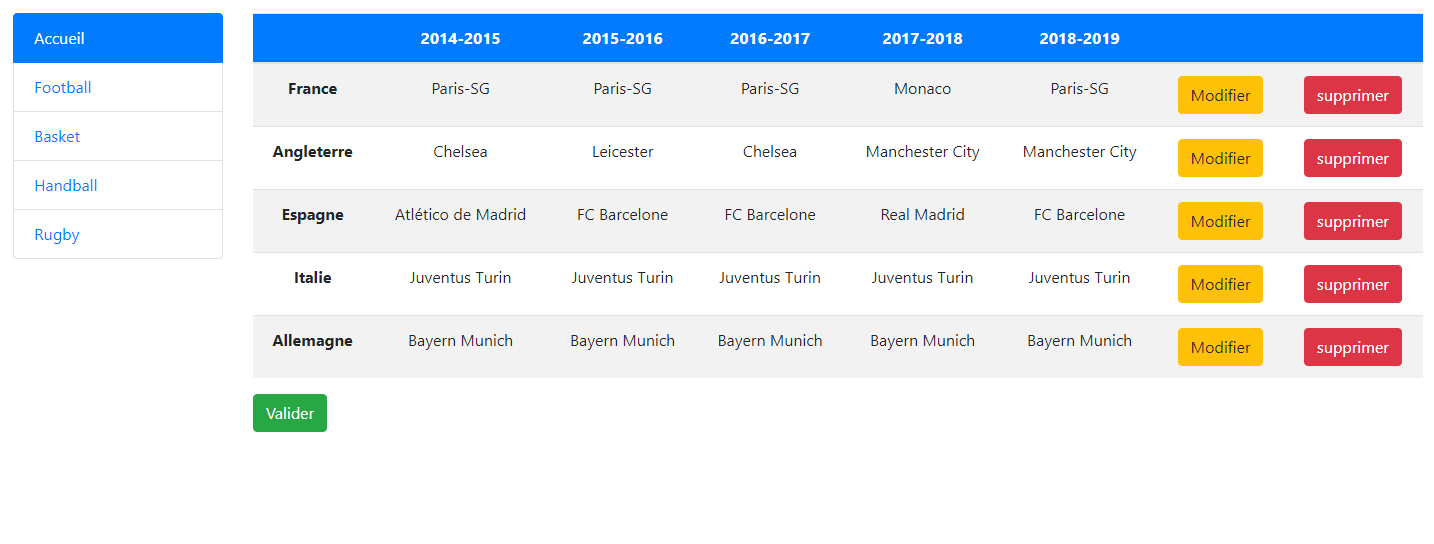 Accueil
Football
Basket
Handball
Rugby
2014-2015 2015-2016 2016-2017 2017-2018 2018-2019
France Paris-SG Paris-SG Paris-SG Monaco Paris-SG Modifier supprimer
Angleterre Chelsea Leicester Chelsea Manchester City Manchester City Modifier supprimer
Espagne Atlético de Madrid FC Barcelone FC Barcelone Real Madrid FC Barcelone Modifier supprimer
Italie Juventus Turin Juventus Turin Juventus Turin Juventus Turin Juventus Turin Modifier supprimer
Allemagne Bayern Munich Bayern Munich Bayern Munich Bayern Munich Bayern Munich Modifier supprimer
Valider